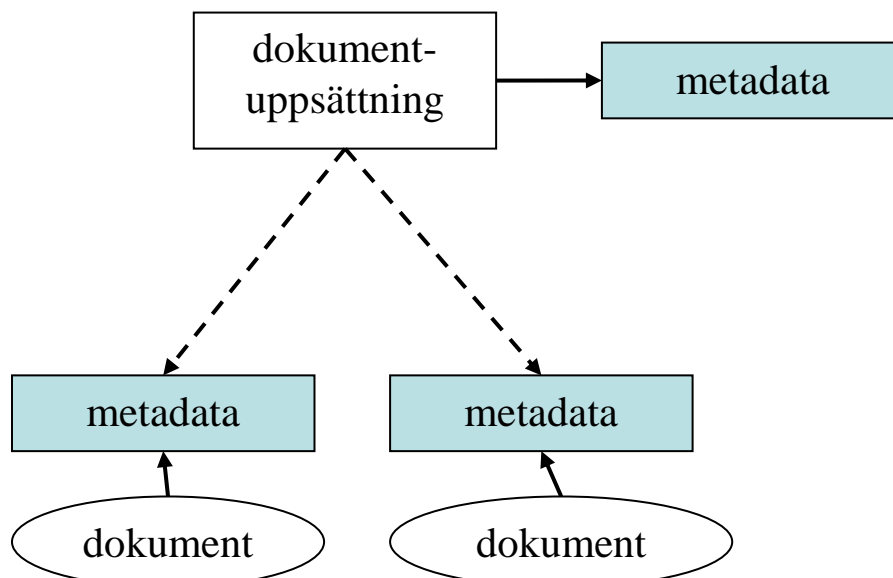 dokument-
uppsättning
metadata
metadata
metadata
dokument
dokument